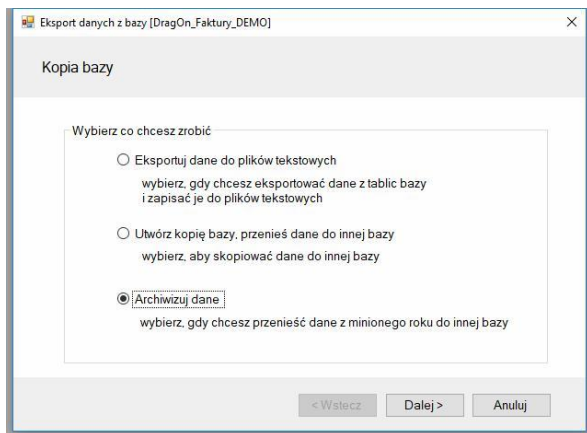 Eksport danych z bazy [DragOn_Faktury_DEMO]
Kopia bazy
Wybierz co chcesz zrobić
Eksportuj dane do plików tekstowych
wybierz, gdy chcesz eksportować dane z tablic bazy
i zapisać je do plików tekstowych
Utwórz kopię bazy, przenieś dane do innej bazy
wybierz, aby skopiować dane do innej bazy
Archiwizuj dane
wybierz, gdy chcesz przenieść dane z minionego roku do innej bazy
< Wstecz
Dalej >
Anuluj